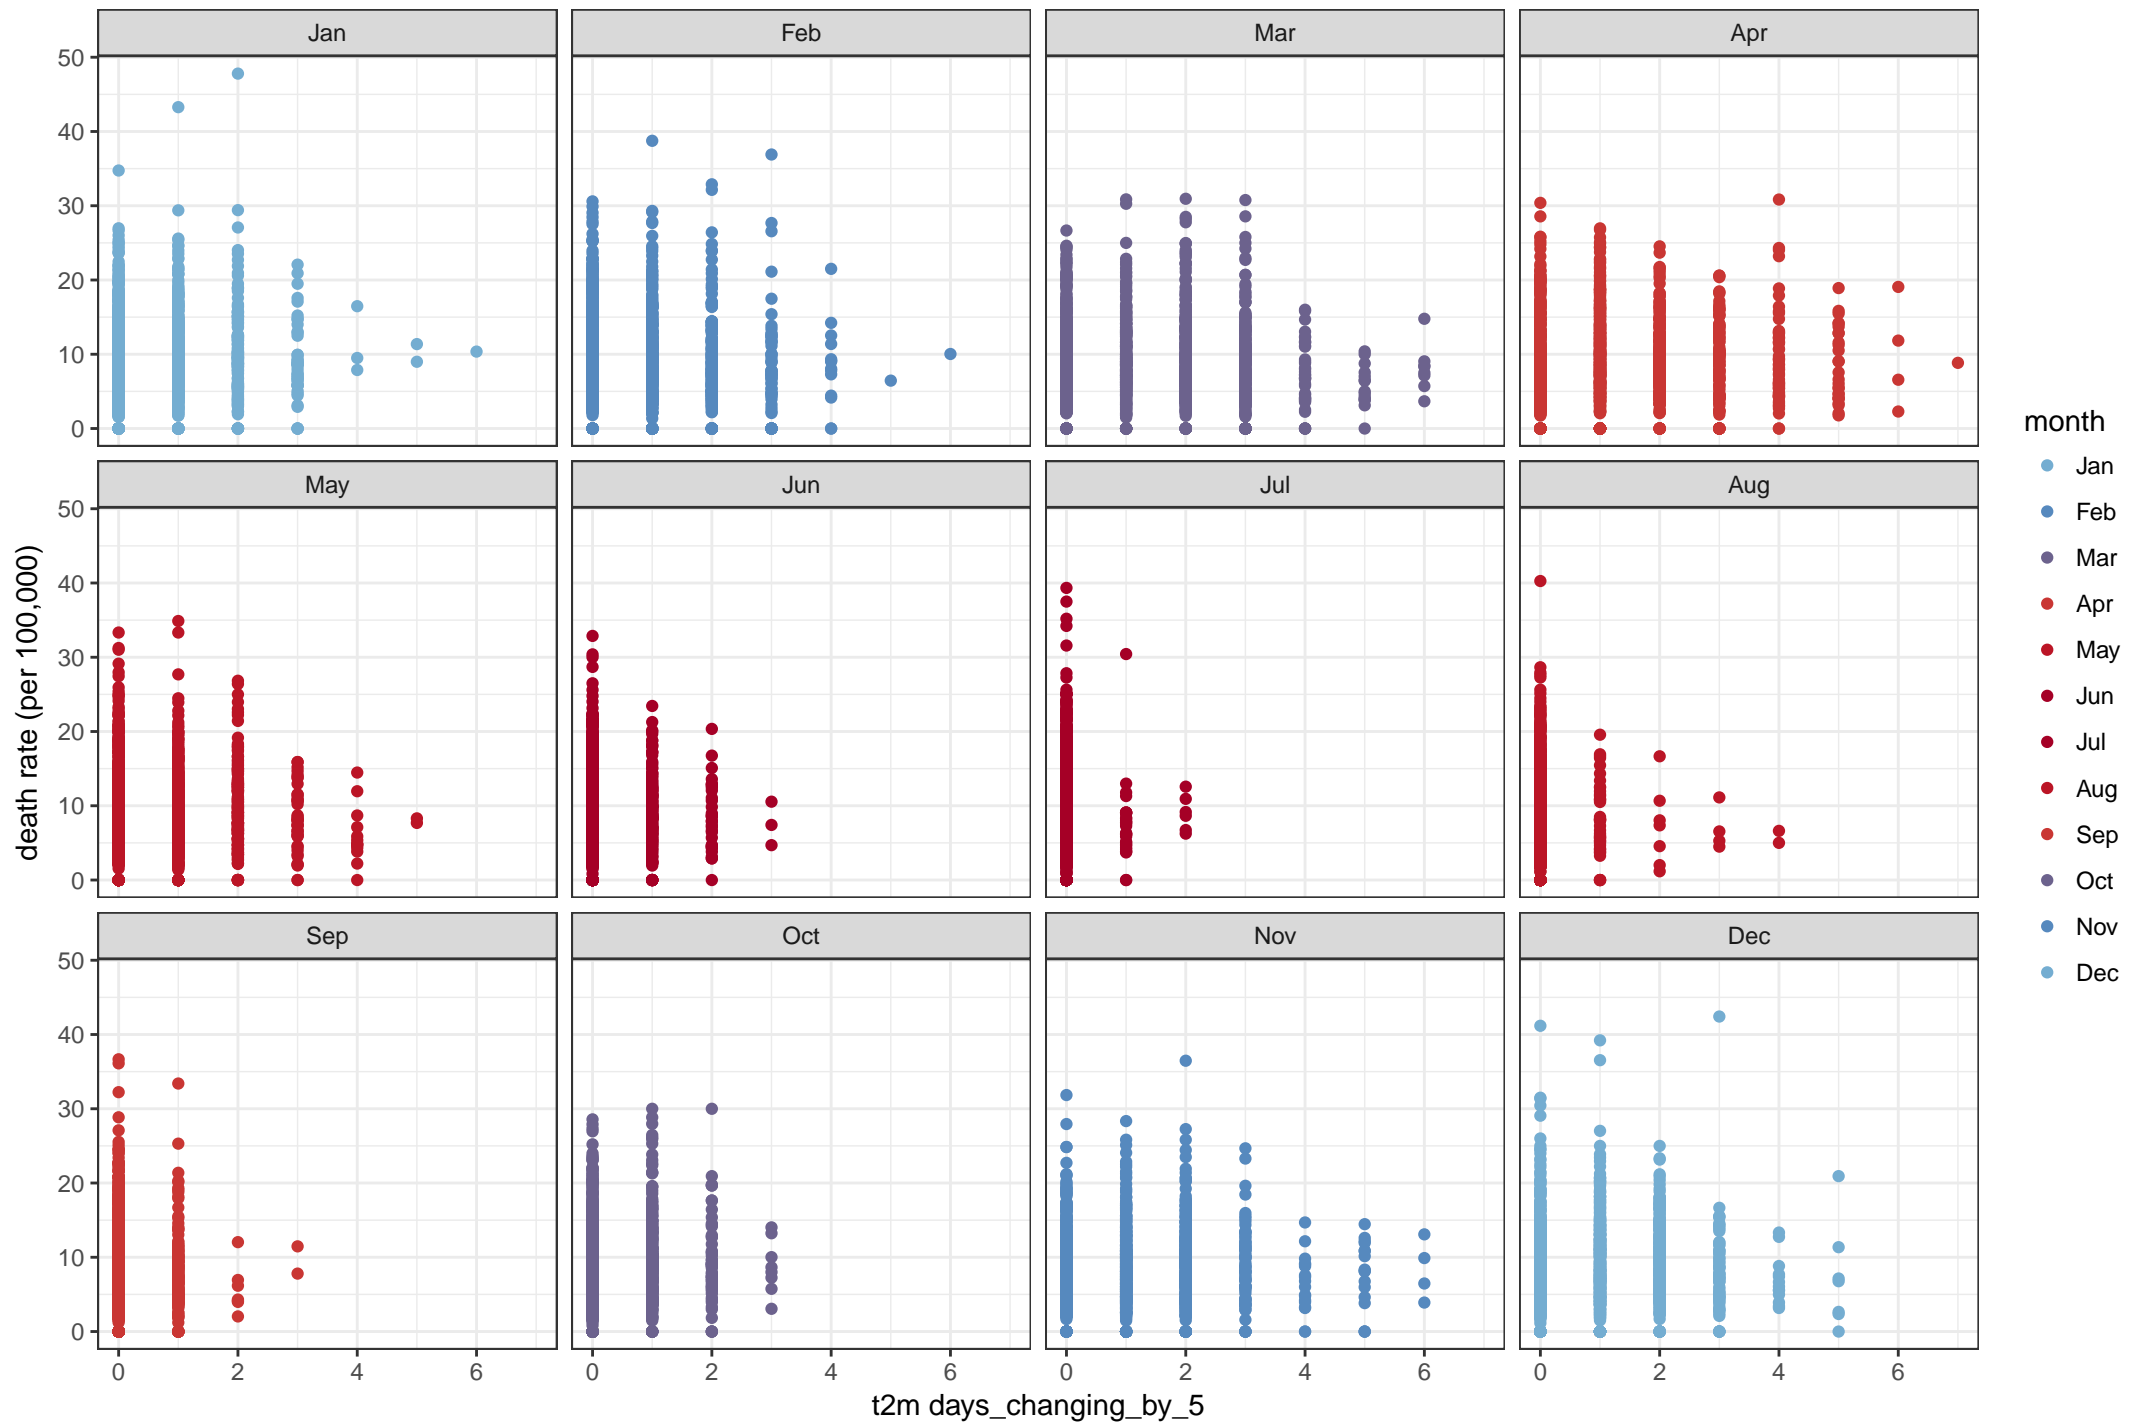 Jan Feb Mar Apr
50
40
30
20
10
0
May Jun Jul Aug
50
40
30
20
10
0
Sep Oct Nov Dec
50
40
30
20
10
0
0 2 4 6 0 2 4 6 0 2 4 6 0 2 4 6
t2m days_changing_by_5
death rate (per 100,000)
month
Jan
Feb
Mar
Apr
May
Jun
Jul
Aug
Sep
Oct
Nov
Dec